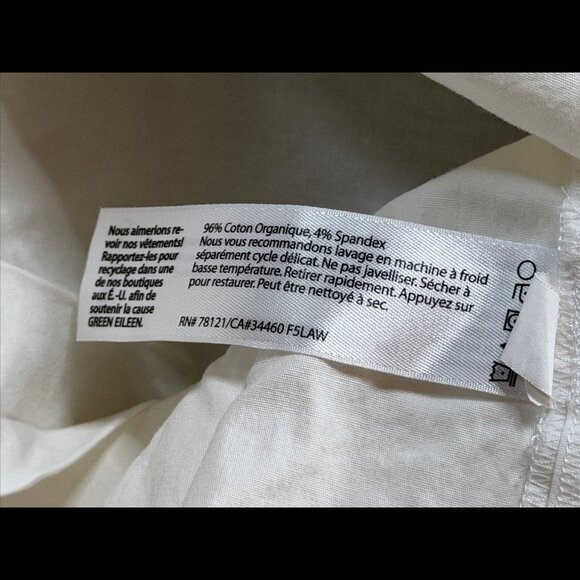 Nous aimerions re-
voir nos vêtements!
Rapportez-les pour
recyclage dans une
de nos boutiques
aux É.-U. afin de
soutenir la cause
GREEN EILEEN.
96% Coton Organique, 4% Spandex
Nous vous recommandons lavage en machine à froid
séparément cycle délicat. Ne pas javelliser. Sécher à
basse température. Retirer rapidement. Appuyez sur
pour restaurer. Peut être nettoyé à sec.
RN# 78121/CA#34460 F5LAW